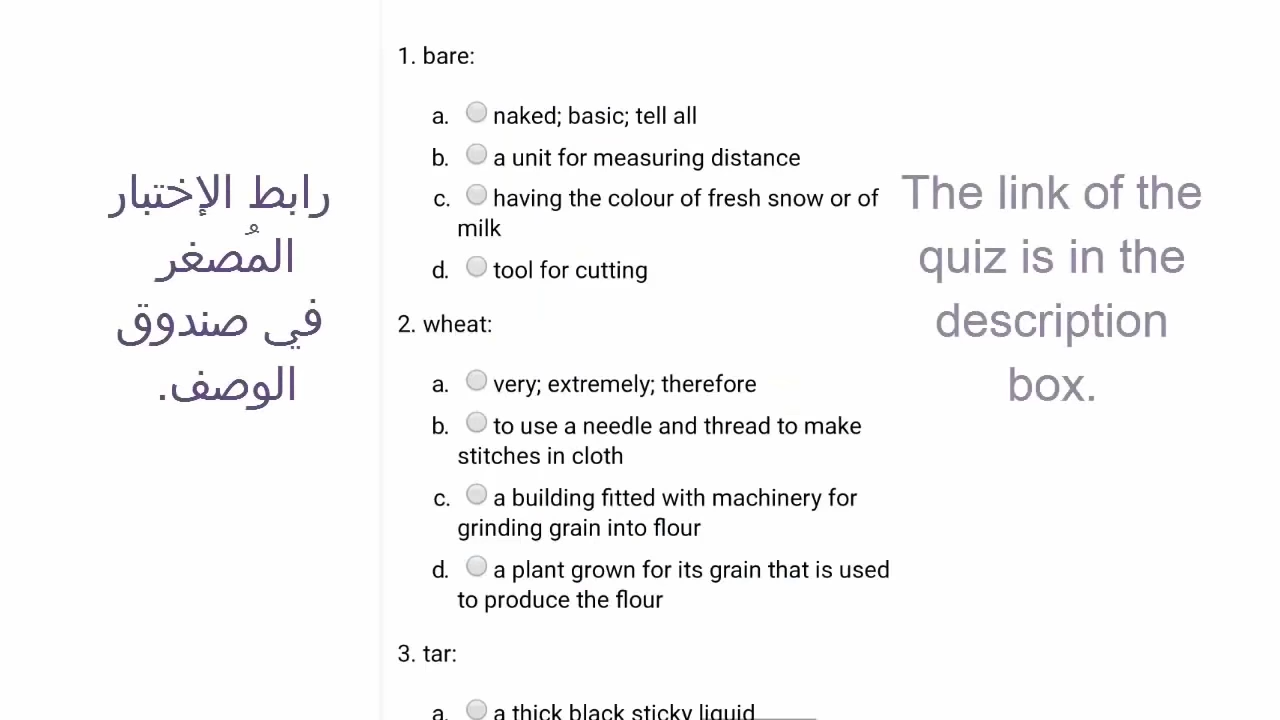 رابط الإختبار
المُصغر
في صندوق
الوصف.
1. bare:
a. naked; basic; tell all
b. a unit for measuring distance
c. having the colour of fresh snow or of
milk
d. tool for cutting
2. wheat:
a. very; extremely; therefore
b. to use a needle and thread to make
stitches in cloth
c. a building fitted with machinery for
grinding grain into flour
d. a plant grown for its grain that is used
to produce the flour
3. tar:
a. a thick black sticky liquid
The link of the
quiz is in the
description
box.